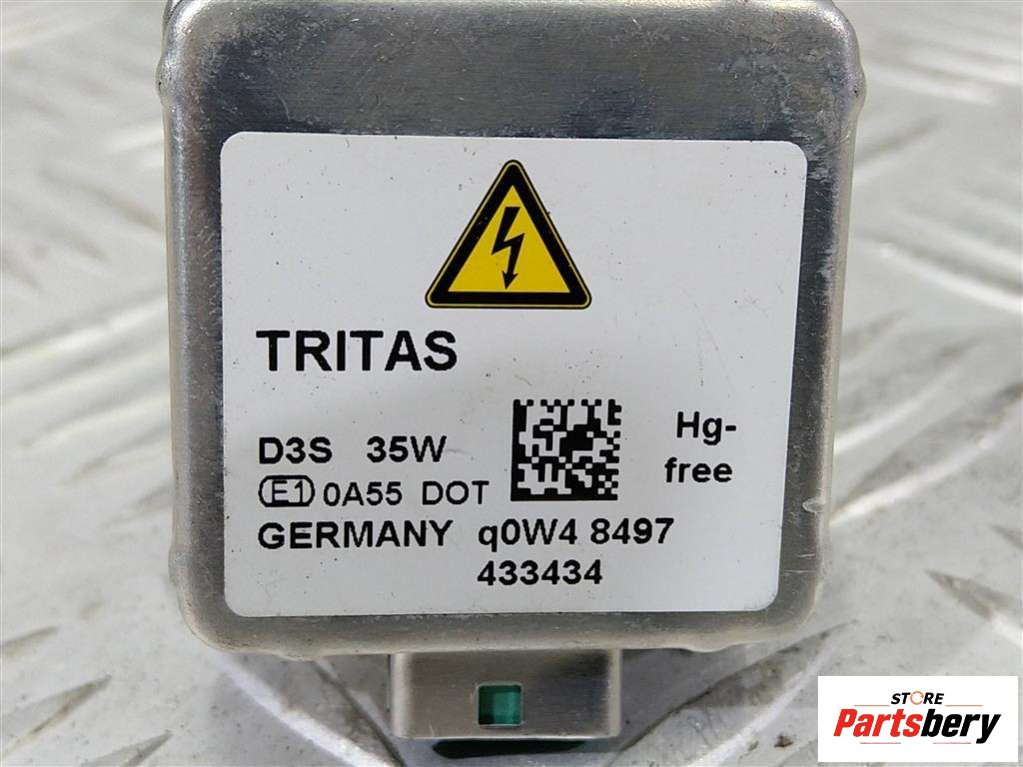 TRITAS
D3S 35W
Hg-
free
E1 0A55 DOT
GERMANY q0W4 8497
433434
STORE
Partsbery